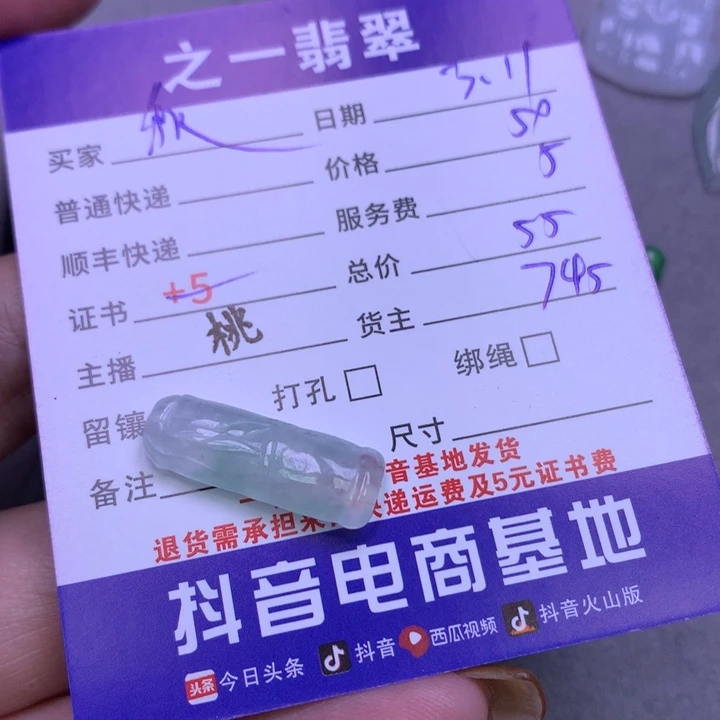 之一翡翠
买家 日期 3.11
普通快递 价格 50
顺丰快递 服务费 5
证书 +5 总价 55
主播 桃 货主 745
留镶 打孔 绑绳
备注 尺寸
音基地发货
退货需承担来 递运费及5元证书费
抖音电商基地
头条 今日头条 抖音 西瓜视频 抖音火山版